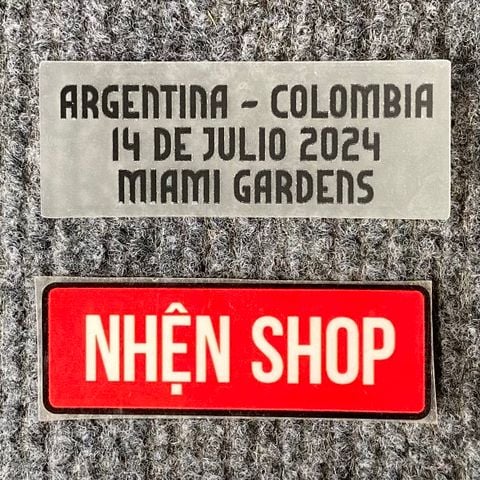 ARGENTINA - COLOMBIA
14 DE JULIO 2024
MIAMI GARDENS
NHỆN SHOP